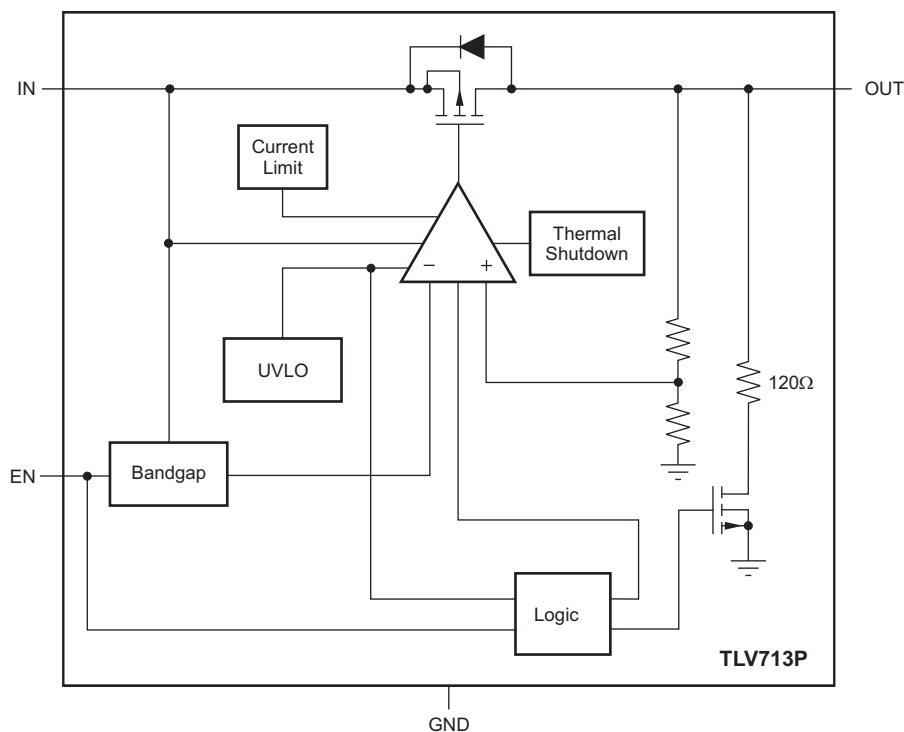 IN
OUT
Current
Limit
Thermal
Shutdown
−
+
UVLO
120Ω
EN
Bandgap
Logic
TLV713P
GND